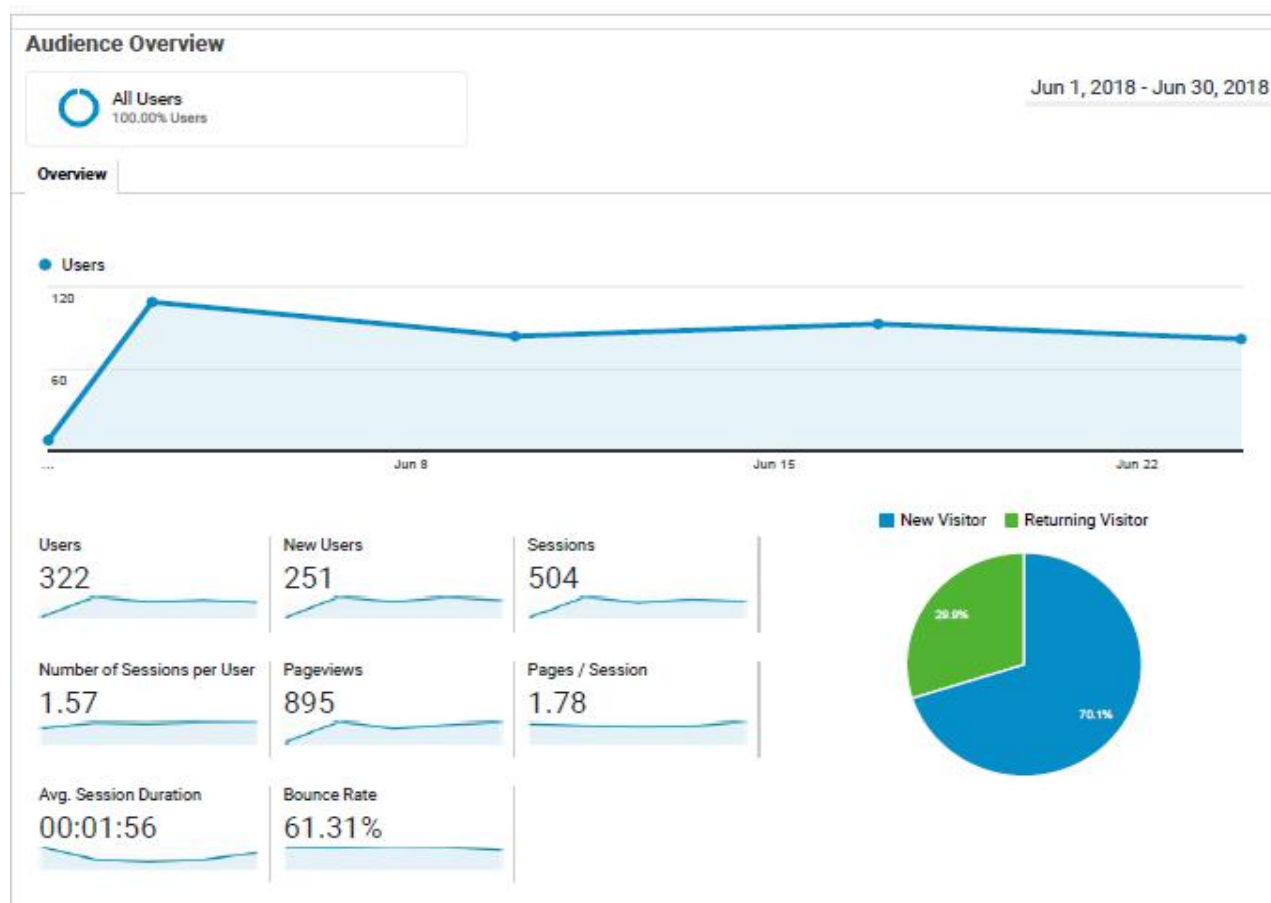 Audience Overview
All Users
100.00% Users
Jun 1, 2018 - Jun 30, 2018
Overview
Users
120
60
...
Jun 8
Jun 15
Jun 22
New Visitor
Returning Visitor
Users
322
New Users
251
Sessions
504
Number of Sessions per User
1.57
Pageviews
895
Pages / Session
1.78
Avg. Session Duration
00:01:56
Bounce Rate
61.31%
29.9%
70.1%